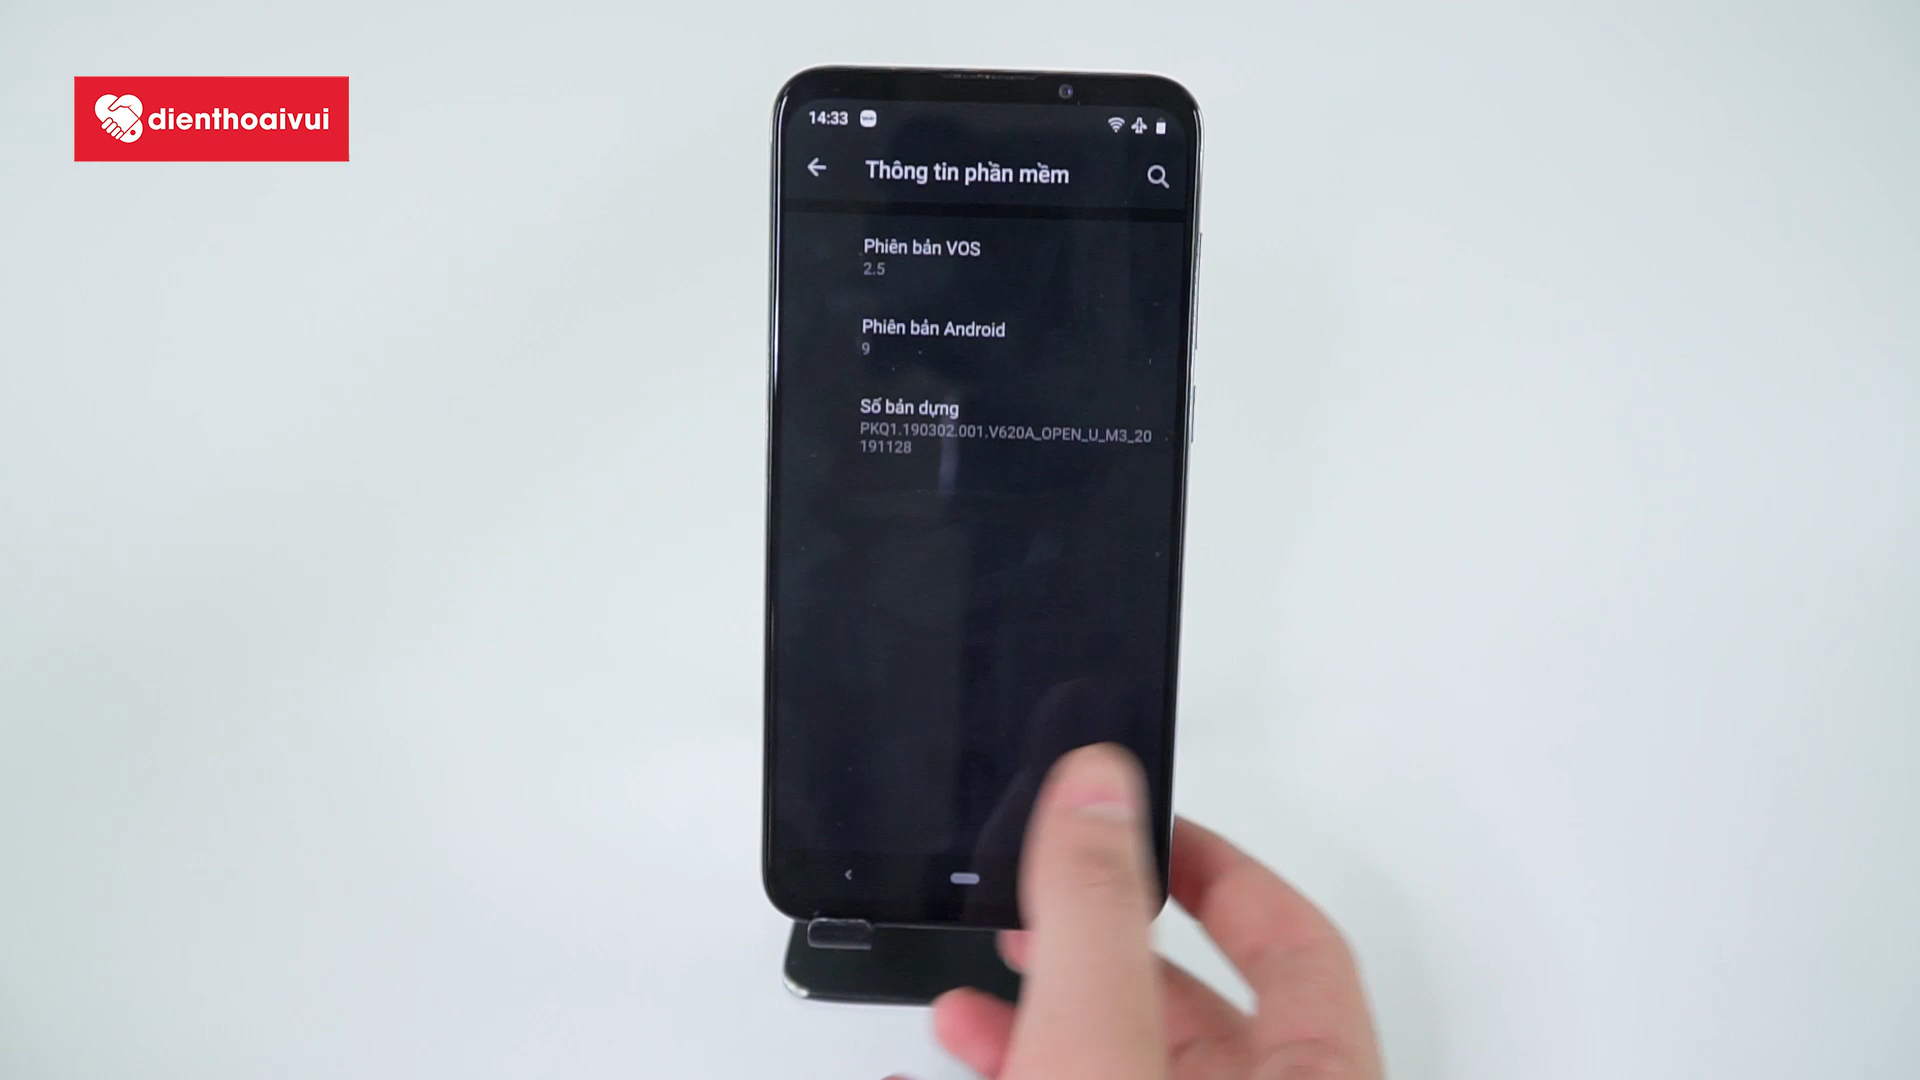 dienthoaivui
14:33
Thông tin phần mềm
Phiên bản VOS
2.5
Phiên bản Android
9
Số bản dựng
PKQ1.190302.001.V620A_OPEN_U_M3_20
191128